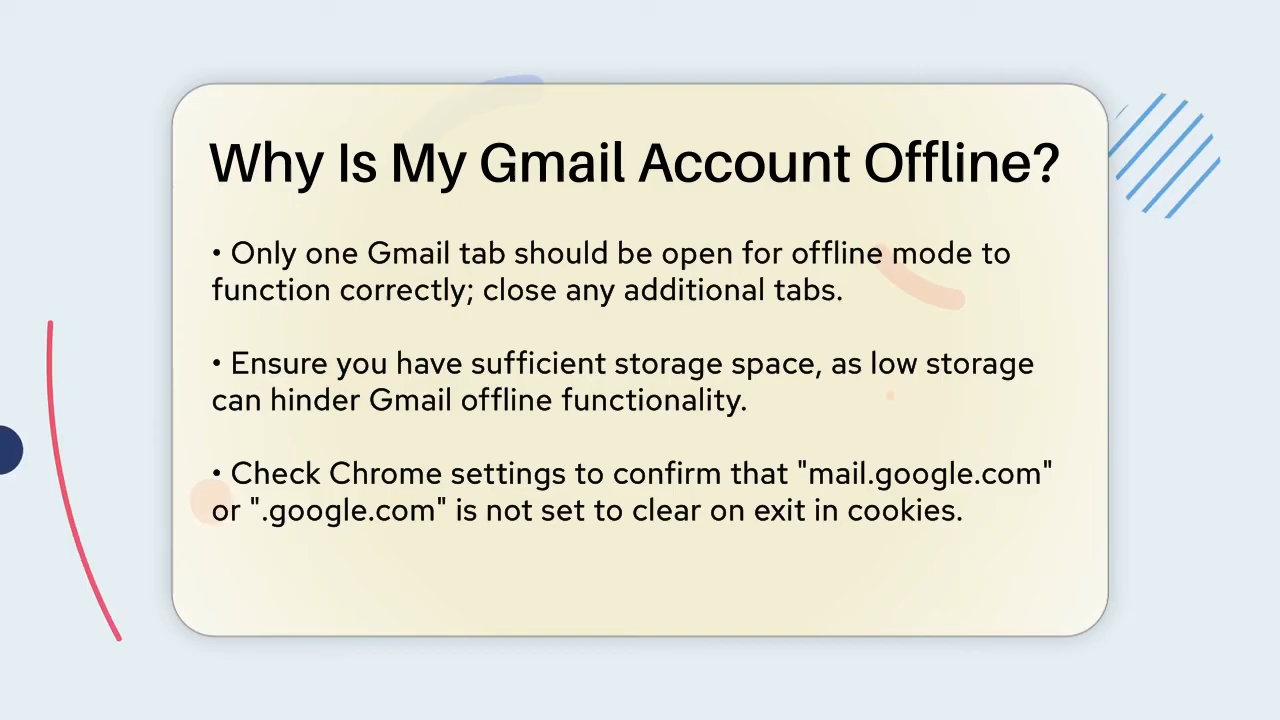 Why Is My Gmail Account Offline?
• Only one Gmail tab should be open for offline mode to
function correctly; close any additional tabs.
• Ensure you have sufficient storage space, as low storage
can hinder Gmail offline functionality.
• Check Chrome settings to confirm that "mail.google.com"
or ".google.com" is not set to clear on exit in cookies.